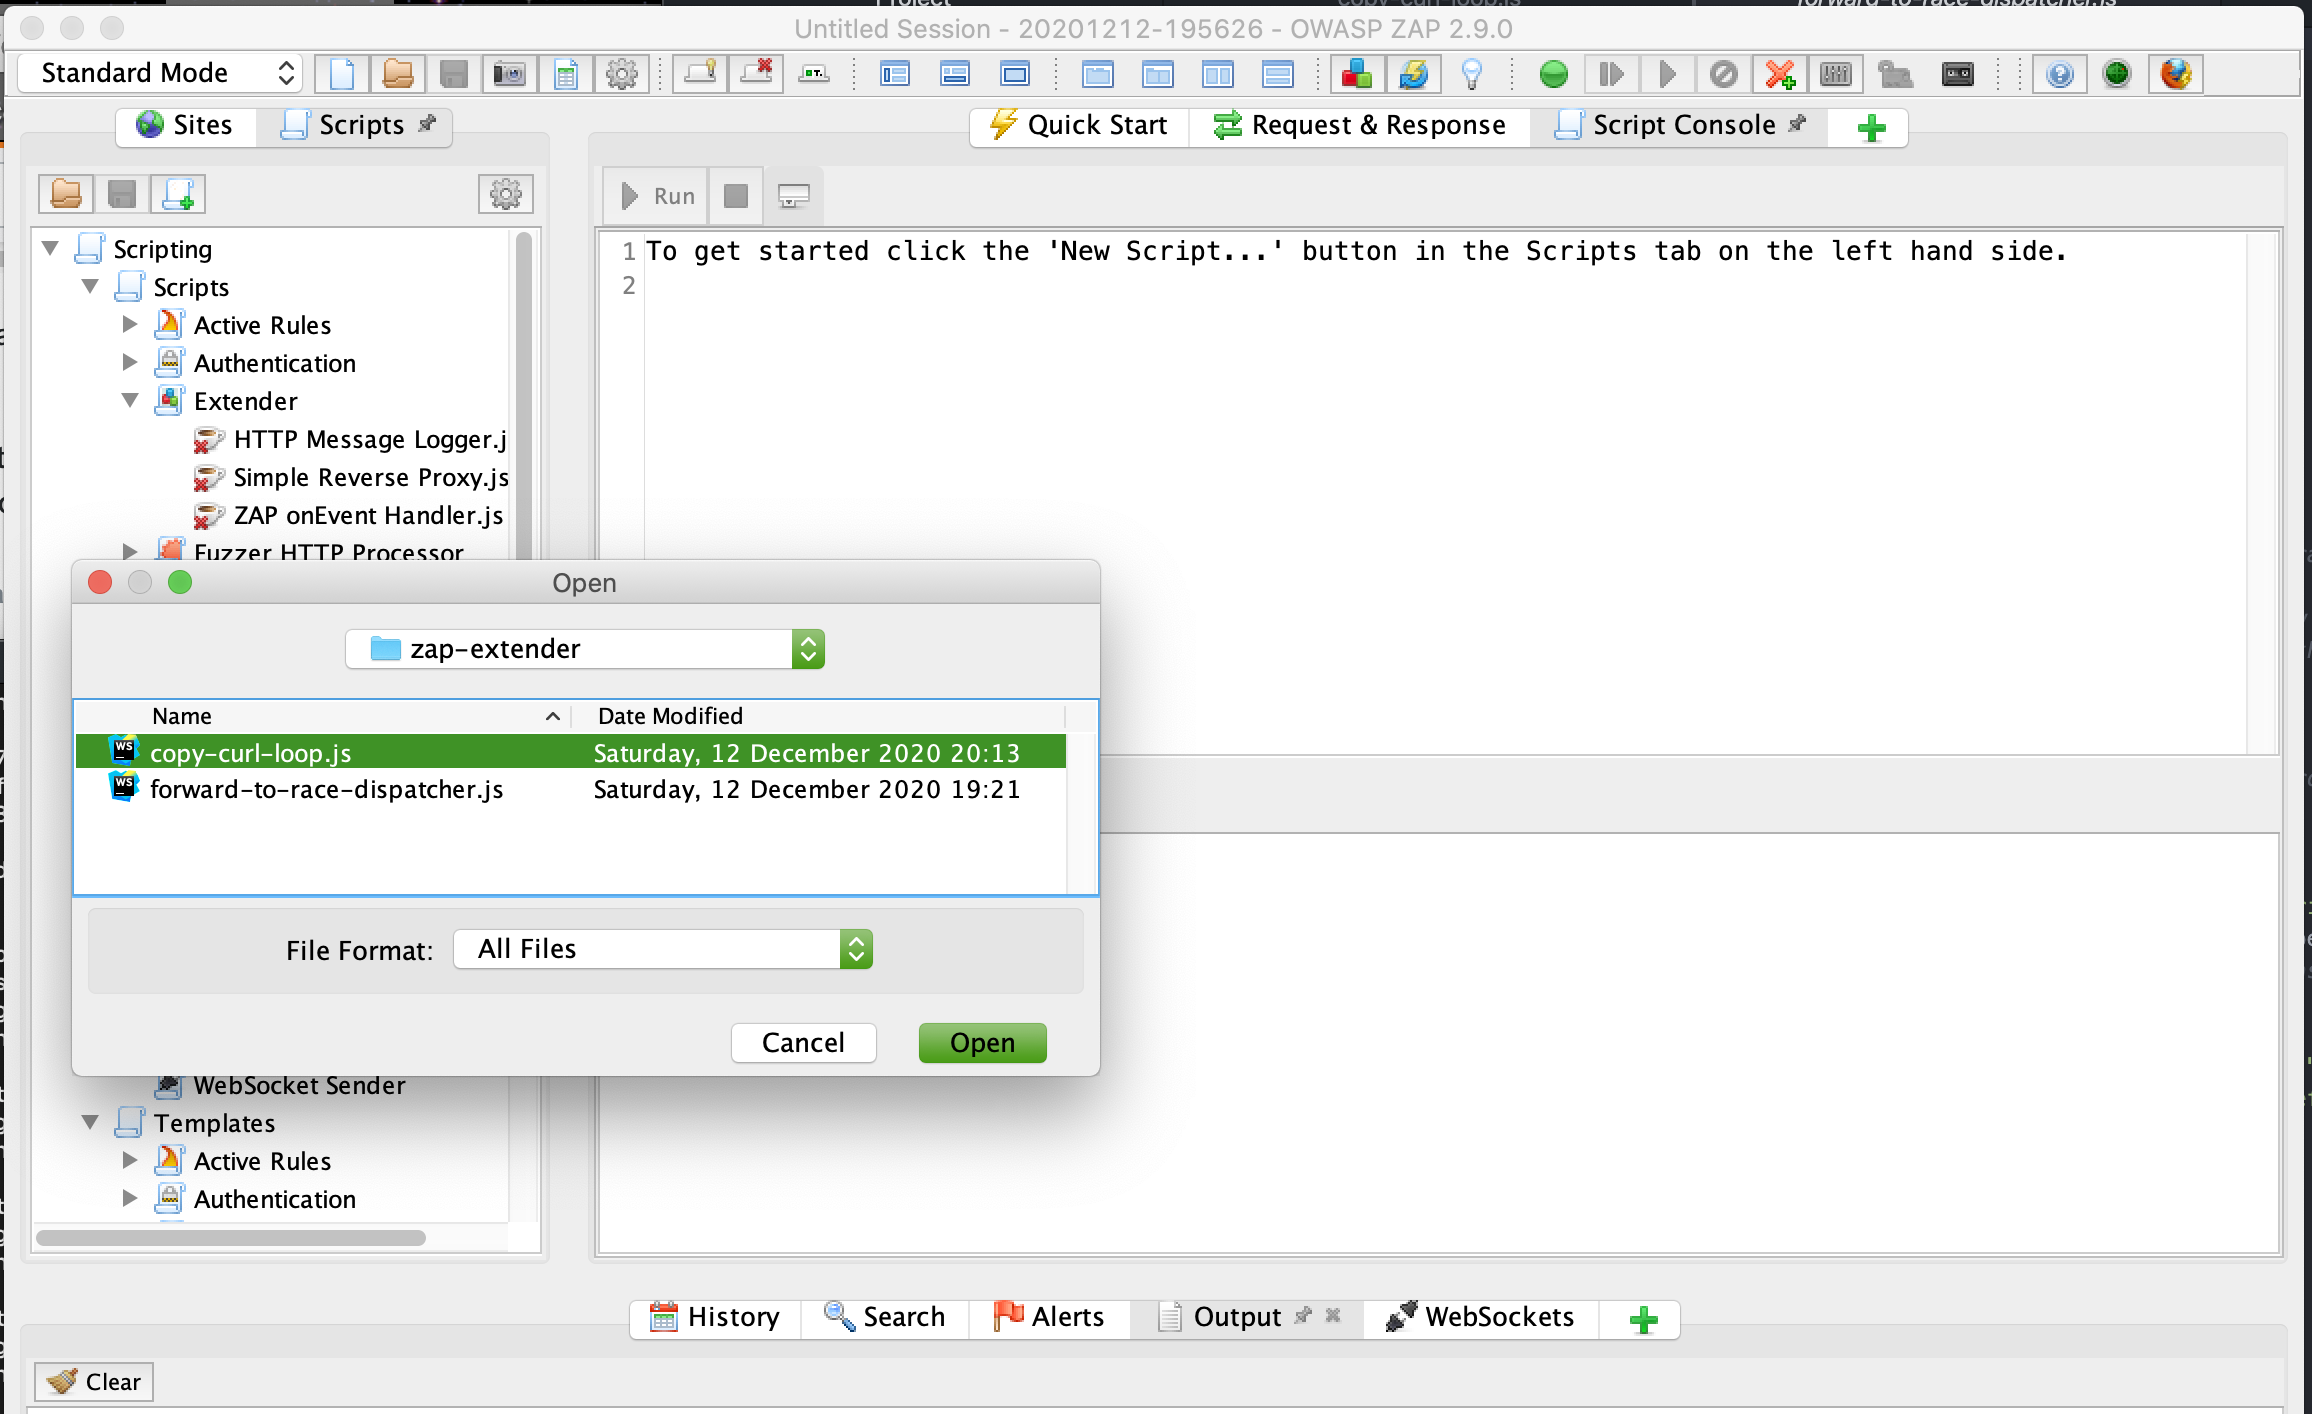 Untitled Session - 20201212-195626 - OWASP ZAP 2.9.0
Standard Mode
Sites
Scripts
Quick Start
Request & Response
Script Console
Run
Scripting
Scripts
Active Rules
Authentication
Extender
HTTP Message Logger.j
Simple Reverse Proxy.js
ZAP onEvent Handler.js
Fuzzer HTTP Processor
1 To get started click the 'New Script...' button in the Scripts tab on the left hand side.
2
Open
zap-extender
Name Date Modified
copy-curl-loop.js Saturday, 12 December 2020 20:13
forward-to-race-dispatcher.js Saturday, 12 December 2020 19:21
File Format: All Files
Cancel Open
WebSocket Sender
Templates
Active Rules
Authentication
History
Search
Alerts
Output
WebSockets
Clear